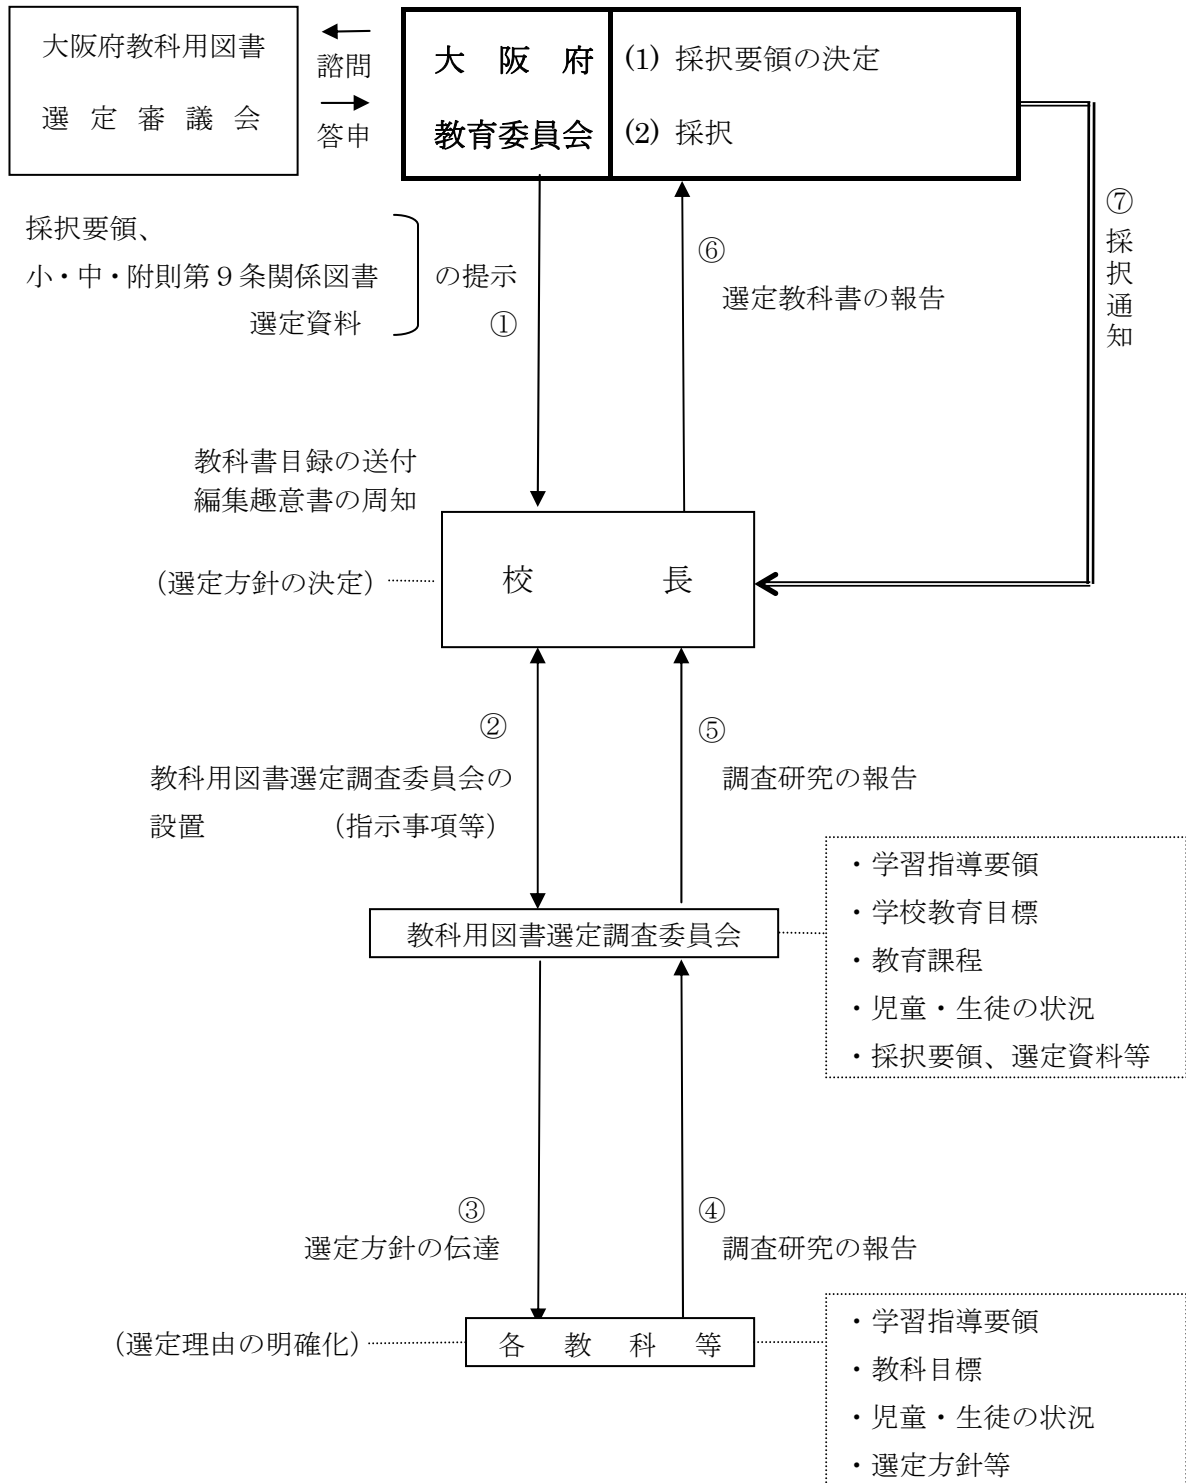 大阪府教科用図書
選定審議会
諮問
答申
大阪府
教育委員会
(1) 採択要領の決定
(2) 採択
採択要領、
小・中・附則第９条関係図書
選定資料
の提示
①
⑥
選定教科書の報告
⑦採択通知
教科書目録の送付
編集趣意書の周知
（選定方針の決定）
校長
②
教科用図書選定調査委員会の
設置　（指示事項等）
⑤
調査研究の報告
教科用図書選定調査委員会
・学習指導要領
・学校教育目標
・教育課程
・児童・生徒の状況
・採択要領、選定資料等
③
選定方針の伝達
④
調査研究の報告
（選定理由の明確化）
各教科等
・学習指導要領
・教科目標
・児童・生徒の状況
・選定方針等